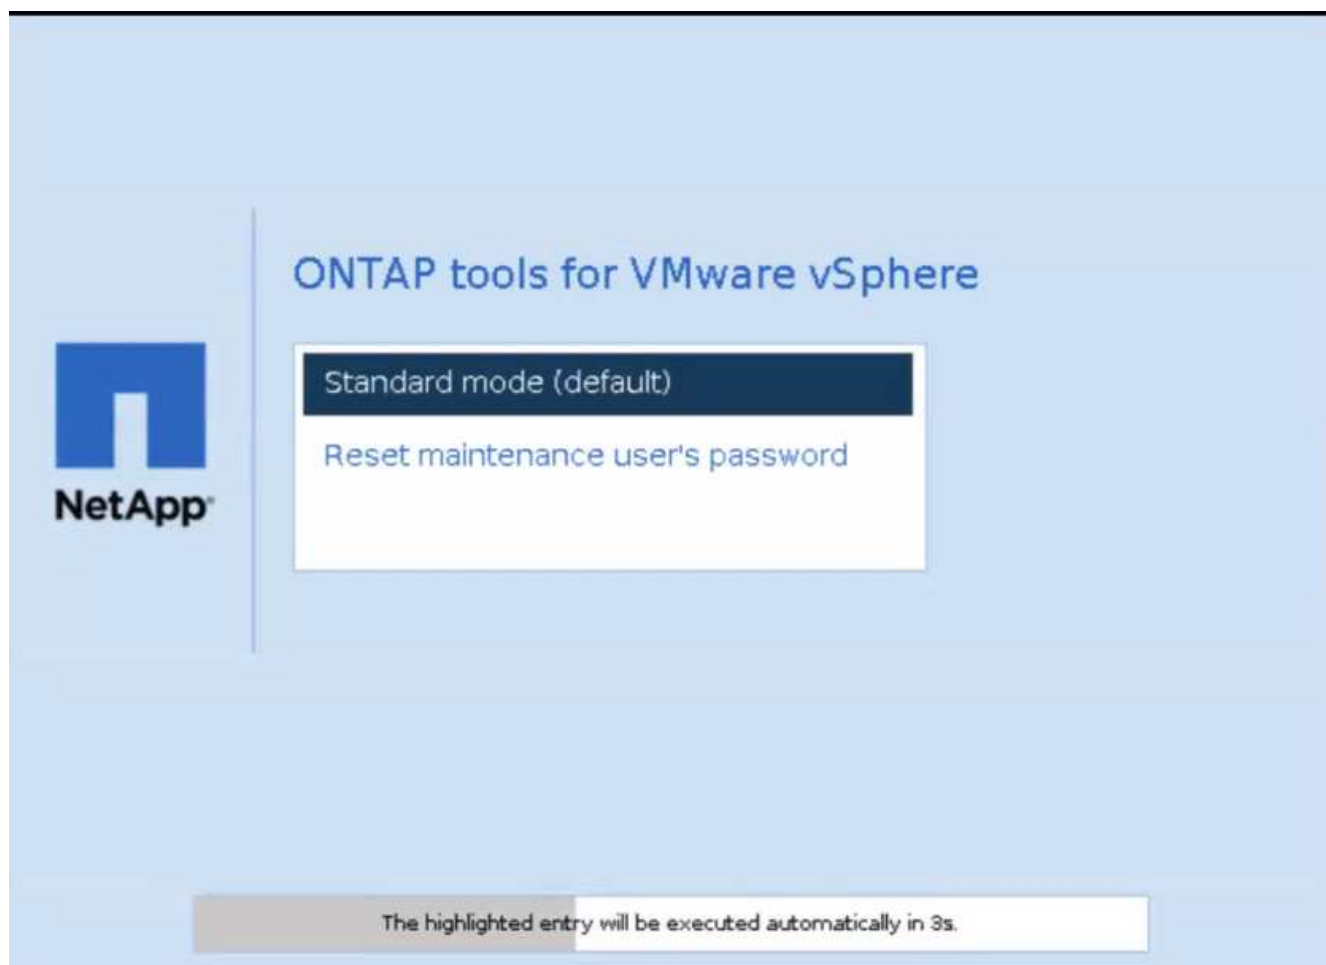 ONTAP tools for VMware vSphere
Standard mode (default)
Reset maintenance user's password
NetApp®
The highlighted entry will be executed automatically in 3s.